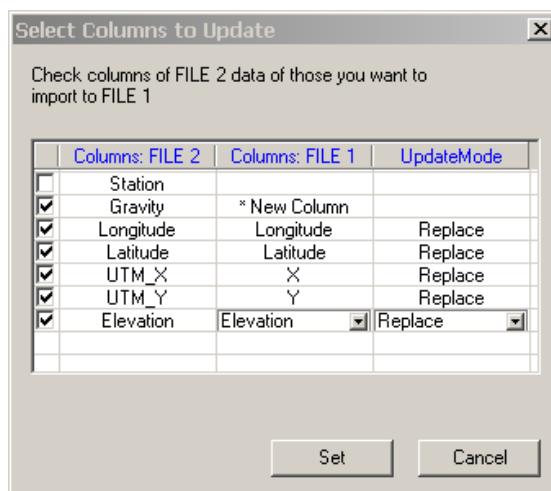 Select Columns to Update
Check columns of FILE 2 data of those you want to
import to FILE 1
Columns: FILE 2 Columns: FILE 1 UpdateMode
Station
Gravity * New Column
Longitude Longitude Replace
Latitude Latitude Replace
UTM_X X Replace
UTM_Y Y Replace
Elevation Elevation Replace
Set Cancel